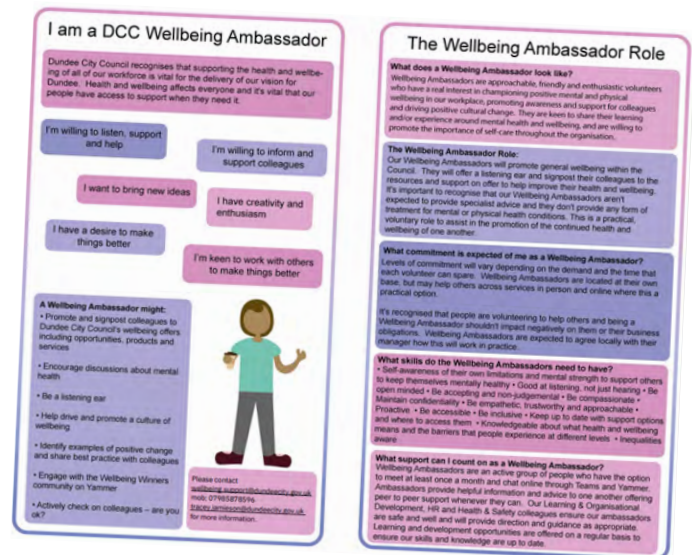 I am a DCC Wellbeing Ambassador
Dundee City Council recognises that supporting the health and wellbe-
ing of all of our workforce is vital for the delivery of our vision for
Dundee. Health and wellbeing affects everyone and it's vital that our
people have access to support when they need it.
I'm willing to listen, support
and help
I'm willing to inform and
support colleagues
I want to bring new ideas
I have creativity and
enthusiasm
I have a desire to make
things better
I'm keen to work with others
to make things better
A Wellbeing Ambassador might:
• Promote and signpost colleagues to
Dundee City Council's wellbeing offers
including opportunities, products and
services
• Encourage discussions about mental
health
• Be a listening ear
• Help drive and promote a culture of
wellbeing
• Identify examples of positive change
and share best practice with colleagues
• Engage with the Wellbeing Winners
community on Yammer
• Actively check on colleagues – are you
ok?
Please contact
wellbeing.support@dundeecity.gov.uk
mob: 07985878596
tracey.jamieson@dundeecity.gov.uk
for more information.
The Wellbeing Ambassador Role
What does a Wellbeing Ambassador look like?
Wellbeing Ambassadors are approachable, friendly and enthusiastic volunteers
who have a real interest in championing positive mental and physical
wellbeing in our workplace, promoting awareness and support for colleagues
and driving positive cultural change. They are keen to share their learning
and/or experience around mental health and wellbeing, and are willing to
promote the importance of self-care throughout the organisation.
The Wellbeing Ambassador Role:
Our Wellbeing Ambassadors will promote general wellbeing within the
Council. They will offer a listening ear and signpost their colleagues to the
resources and support on offer to help improve their health and wellbeing.
It's important to recognise that our Wellbeing Ambassadors aren't
expected to provide specialist advice and they don't provide any form of
treatment for mental or physical health conditions. This is a practical,
voluntary role to assist in the promotion of the continued health and
wellbeing of one another.
What commitment is expected of me as a Wellbeing Ambassador?
Levels of commitment will vary depending on the demand and the time that
each volunteer can spare. Wellbeing Ambassadors are located at their own
base, but may help others across services in person and online where this a
practical option.
It's recognised that people are volunteering to help others and being a
Wellbeing Ambassador shouldn't impact negatively on them or their business
obligations. Wellbeing Ambassadors are expected to agree locally with their
manager how this will work in practice.
What skills do the Wellbeing Ambassadors need to have?
• Self-awareness of their own limitations and mental strength to support others
to keep themselves mentally healthy • Good at listening, not just hearing • Be
open minded • Be accepting and non-judgemental • Be compassionate •
Maintain confidentiality • Be empathetic, trustworthy and approachable •
Proactive • Be accessible • Be inclusive • Keep up to date with support options
and where to access them • Knowledgeable about what health and wellbeing
means and the barriers that people experience at different levels • Inequalities
aware
What support can I count on as a Wellbeing Ambassador?
Wellbeing Ambassadors are an active group of people who have the option
to meet at least once a month and chat online through Teams and Yammer.
Ambassadors provide helpful information and advice to one another offering
peer to peer support whenever they can. Our Learning & Organisational
Development, HR and Health & Safety colleagues ensure our ambassadors
are safe and well and will provide direction and guidance as appropriate.
Learning and development opportunities are offered on a regular basis to
ensure our skills and knowledge are up to date.